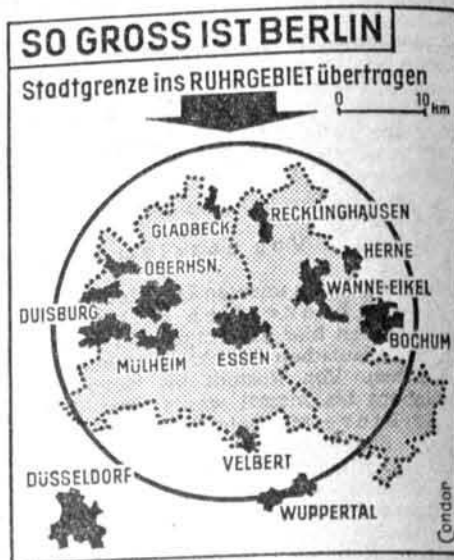 SO GROSS IST BERLIN
Stadtgrenze ins RUHRGEBIET übertragen
0 10 km
GLADBECK
RECKLINGHAUSEN
HERNE
OBERHSN.
WANNE-EIKEL
DUISBURG
BOCHUM
MÜLHEIM
ESSEN
VELBERT
DÜSSELDORF
WUPPERTAL
Condor